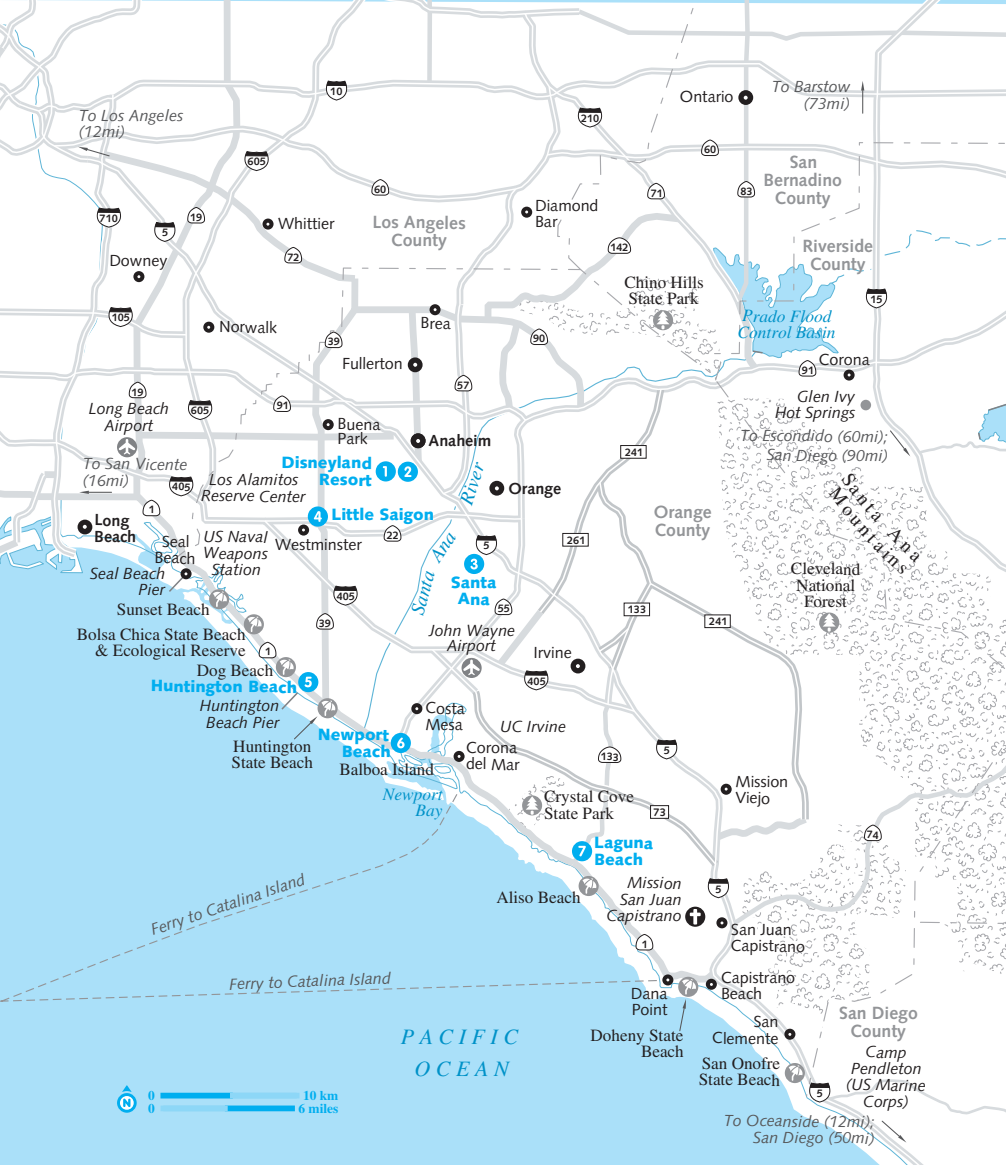 10
Ontario
To Barstow
(73mi)
To Los Angeles
(12mi)
210
60
605
San
Bernadino
County
60
71
83
710
19
5
Whittier
Los Angeles
County
Diamond
Bar
72
142
Riverside
County
Downey
Chino Hills
State Park
15
105
Norwalk
Brea
Prado Flood
Control Basin
39
90
Fullerton
91
Corona
57
19
605
91
Glen Ivy
Hot Springs
Long Beach
Airport
Buena
Park
Anaheim
To Escondido (60mi);
San Diego (90mi)
241
To San Vicente
(16mi)
Disneyland
Resort
1
2
405
Los Alamitos
Reserve Center
River
Orange
Santa Ana
Mountains
1
4
Little Saigon
Orange
County
Long
Beach
Seal
Beach
US Naval
Weapons
Station
Westminster
22
5
261
Seal Beach
Pier
3
Santa
Ana
Santa Ana
Cleveland
National
Forest
Sunset Beach
405
55
133
241
39
Bolsa Chica State Beach
& Ecological Reserve
John Wayne
Airport
Irvine
1
Dog Beach
Huntington Beach
5
405
Huntington
Beach Pier
Costa
Mesa
UC Irvine
Huntington
State Beach
Newport
Beach
6
5
Balboa Island
Corona
del Mar
133
Newport
Bay
Mission
Viejo
Crystal Cove
State Park
73
74
7
Laguna
Beach
Aliso Beach
Mission
San Juan
Capistrano
5
Ferry to Catalina Island
San Juan
Capistrano
1
Ferry to Catalina Island
Dana
Point
Capistrano
Beach
Doheny State
Beach
San
Clemente
San Diego
County
PACIFIC
OCEAN
San Onofre
State Beach
Camp
Pendleton
(US Marine
Corps)
5
N
0
10 km
0
6 miles
To Oceanside (12mi);
San Diego (50mi)